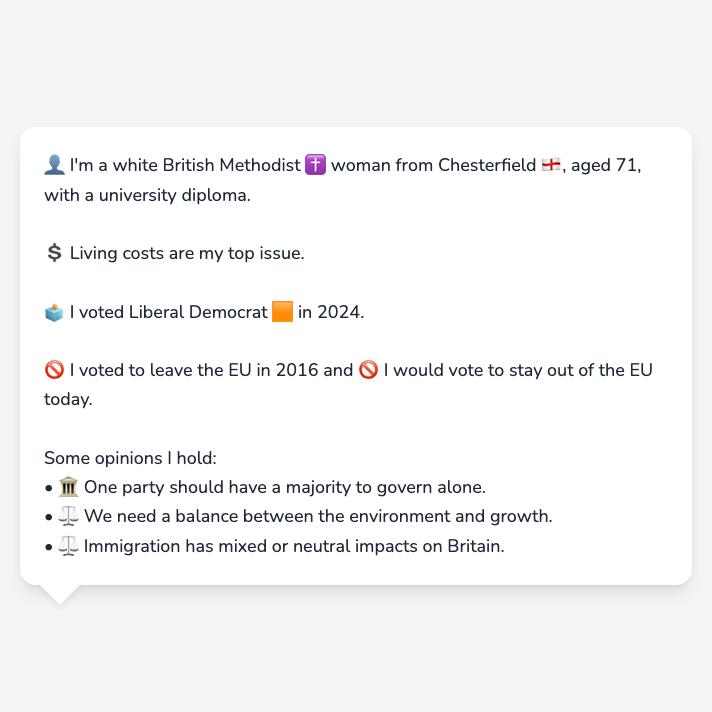 👤 I'm a white British Methodist ✝️ woman from Chesterfield 🏴󠁧󠁢󠁥󠁮󠁧󠁿, aged 71,
with a university diploma.
💲 Living costs are my top issue.
🗳️ I voted Liberal Democrat 🟧 in 2024.
🚫 I voted to leave the EU in 2016 and 🚫 I would vote to stay out of the EU
today.
Some opinions I hold:
• 🏛️ One party should have a majority to govern alone.
• ⚖️ We need a balance between the environment and growth.
• ⚖️ Immigration has mixed or neutral impacts on Britain.